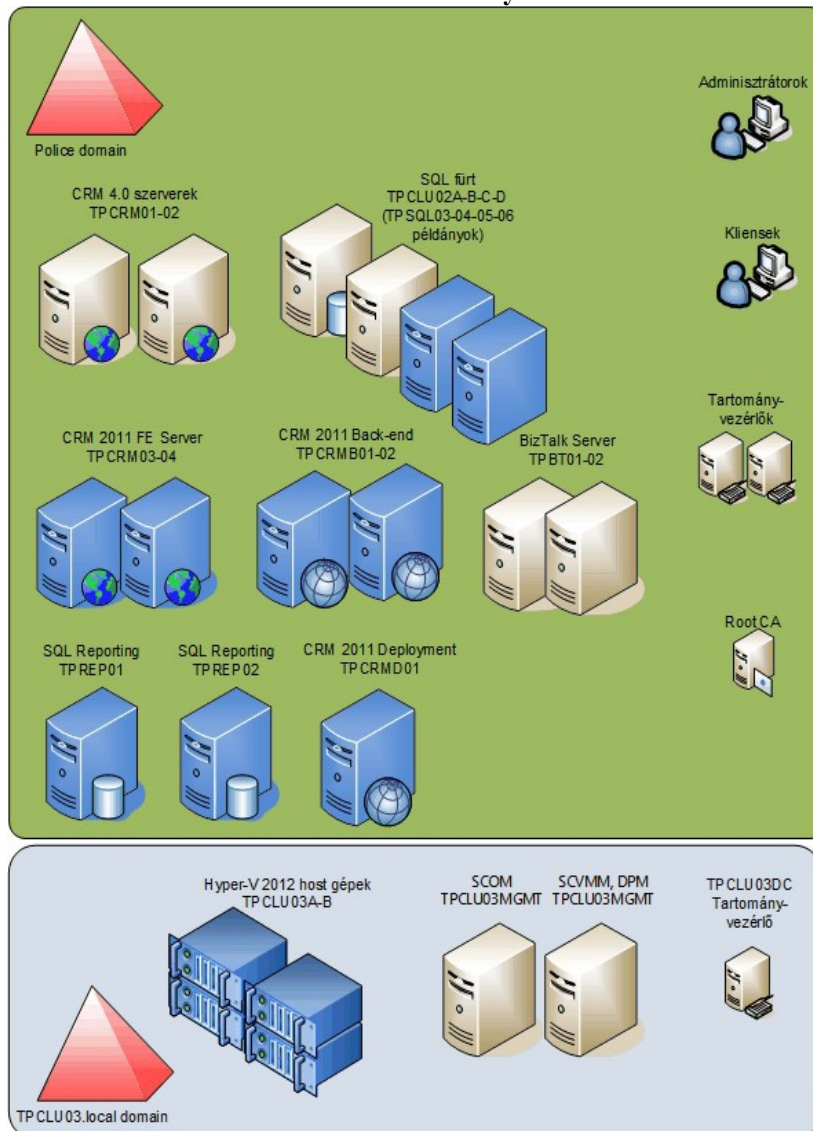 Police domain
Adminisztrátorok
CRM 4.0 szerverek
TPCRM01-02
SQL fürt
TPCLU02A-B-C-D
(TPSQL03-04-05-06
példányok)
Kliensek
CRM 2011 FE Server
TPCRM03-04
CRM 2011 Back-end
TPCRMB01-02
BizTalk Server
TPBT01-02
Tartomány-
vezérlők
SQL Reporting
TPREP01
SQL Reporting
TPREP02
CRM 2011 Deployment
TPCRMD01
Root CA
Hyper-V 2012 host gépek
TPCLU03A-B
SCOM
TPCLU03MGMT
SCVMM, DPM
TPCLU03MGMT
TPCLU03DC
Tartomány-
vezérlő
TPCLU03.local domain